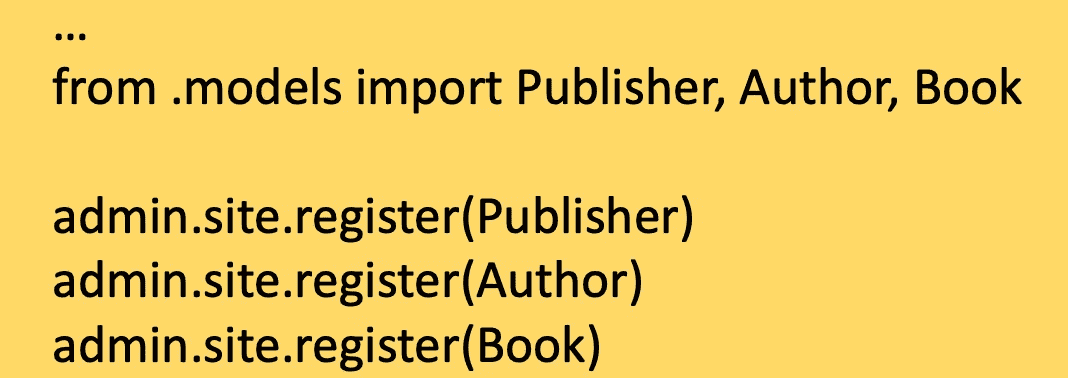 ...
from .models import Publisher, Author, Book
admin.site.register(Publisher)
admin.site.register(Author)
admin.site.register(Book)